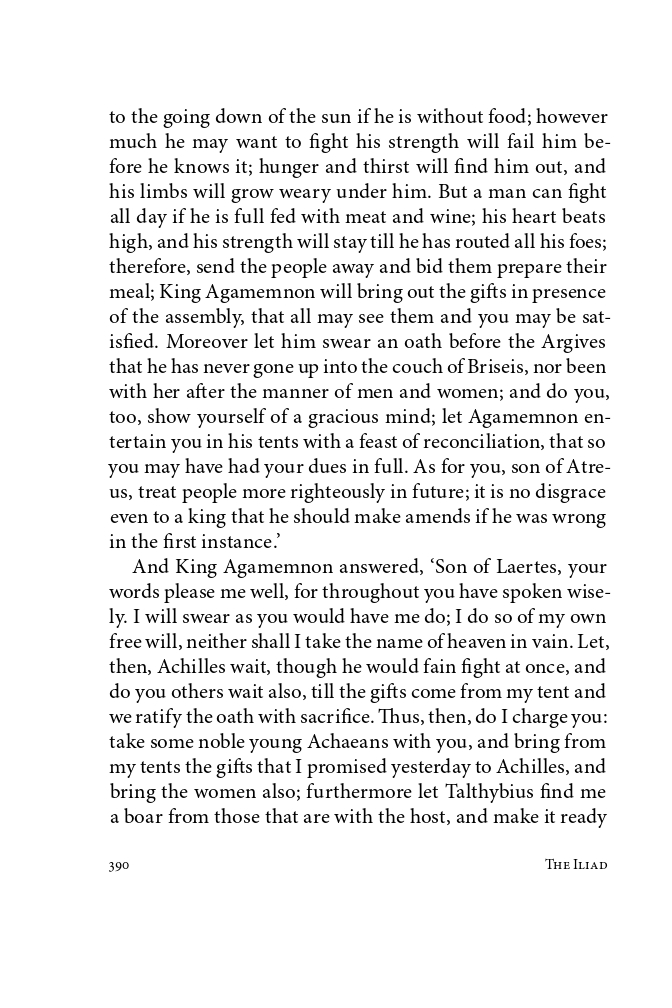 to the going down of the sun if he is without food; however
much he may want to fight his strength will fail him be-
fore he knows it; hunger and thirst will find him out, and
his limbs will grow weary under him. But a man can fight
all day if he is full fed with meat and wine; his heart beats
high, and his strength will stay till he has routed all his foes;
therefore, send the people away and bid them prepare their
meal; King Agamemnon will bring out the gifts in presence
of the assembly, that all may see them and you may be sat-
isfied. Moreover let him swear an oath before the Argives
that he has never gone up into the couch of Briseis, nor been
with her after the manner of men and women; and do you,
too, show yourself of a gracious mind; let Agamemnon en-
tertain you in his tents with a feast of reconciliation, that so
you may have had your dues in full. As for you, son of Atre-
us, treat people more righteously in future; it is no disgrace
even to a king that he should make amends if he was wrong
in the first instance.’
And King Agamemnon answered, ‘Son of Laertes, your
words please me well, for throughout you have spoken wise-
ly. I will swear as you would have me do; I do so of my own
free will, neither shall I take the name of heaven in vain. Let,
then, Achilles wait, though he would fain fight at once, and
do you others wait also, till the gifts come from my tent and
we ratify the oath with sacrifice. Thus, then, do I charge you:
take some noble young Achaeans with you, and bring from
my tents the gifts that I promised yesterday to Achilles, and
bring the women also; furthermore let Talthybius find me
a boar from those that are with the host, and make it ready
390 The Iliad